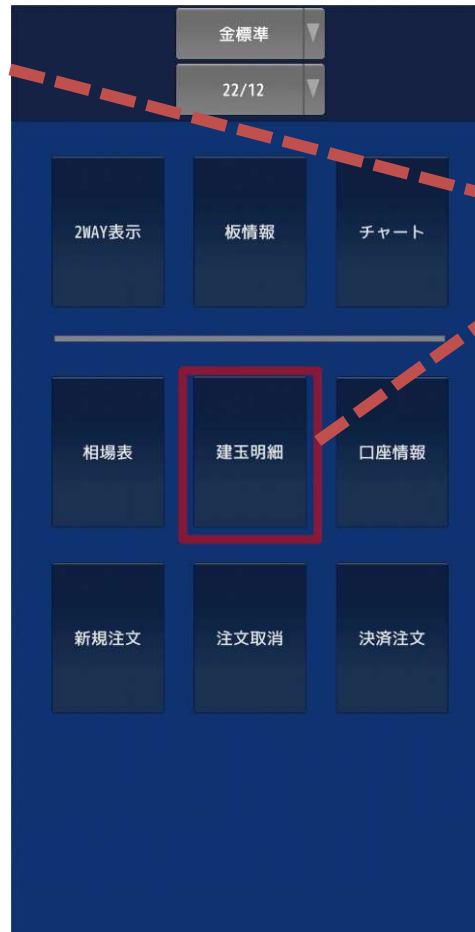 金標準
22/12
2WAY表示
板情報
チャート
相場表
建玉明細
口座情報
新規注文
注文取消
決済注文